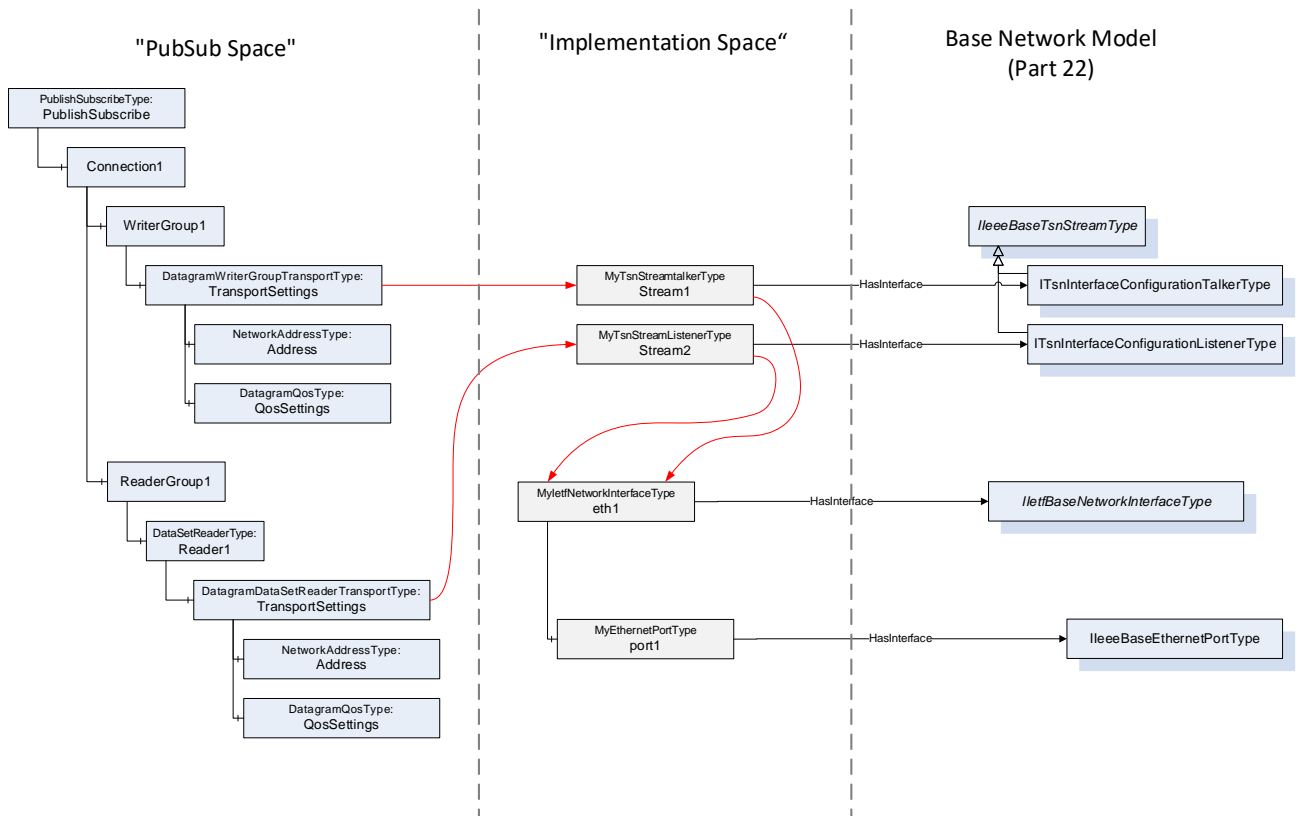 "PubSub Space"
"Implementation Space“
Base Network Model
(Part 22)
PublishSubscribeType:
PublishSubscribe
Connection1
WriterGroup1
DatagramWriterGroupTransportType:
TransportSettings
NetworkAddressType:
Address
DatagramQosType:
QosSettings
ReaderGroup1
DataSetReaderType:
Reader1
DatagramDataSetReaderTransportType:
TransportSettings
NetworkAddressType:
Address
DatagramQosType:
QosSettings
MyTsnStreamtalkerType
Stream1
MyTsnStreamListenerType
Stream2
MyIetfNetworkInterfaceType
eth1
MyEthernetPortType
port1
HasInterface
HasInterface
HasInterface
HasInterface
IIeeeBaseTsnStreamType
ITsnInterfaceConfigurationTalkerType
ITsnInterfaceConfigurationListenerType
IIetfBaseNetworkInterfaceType
IIeeeBaseEthernetPortType